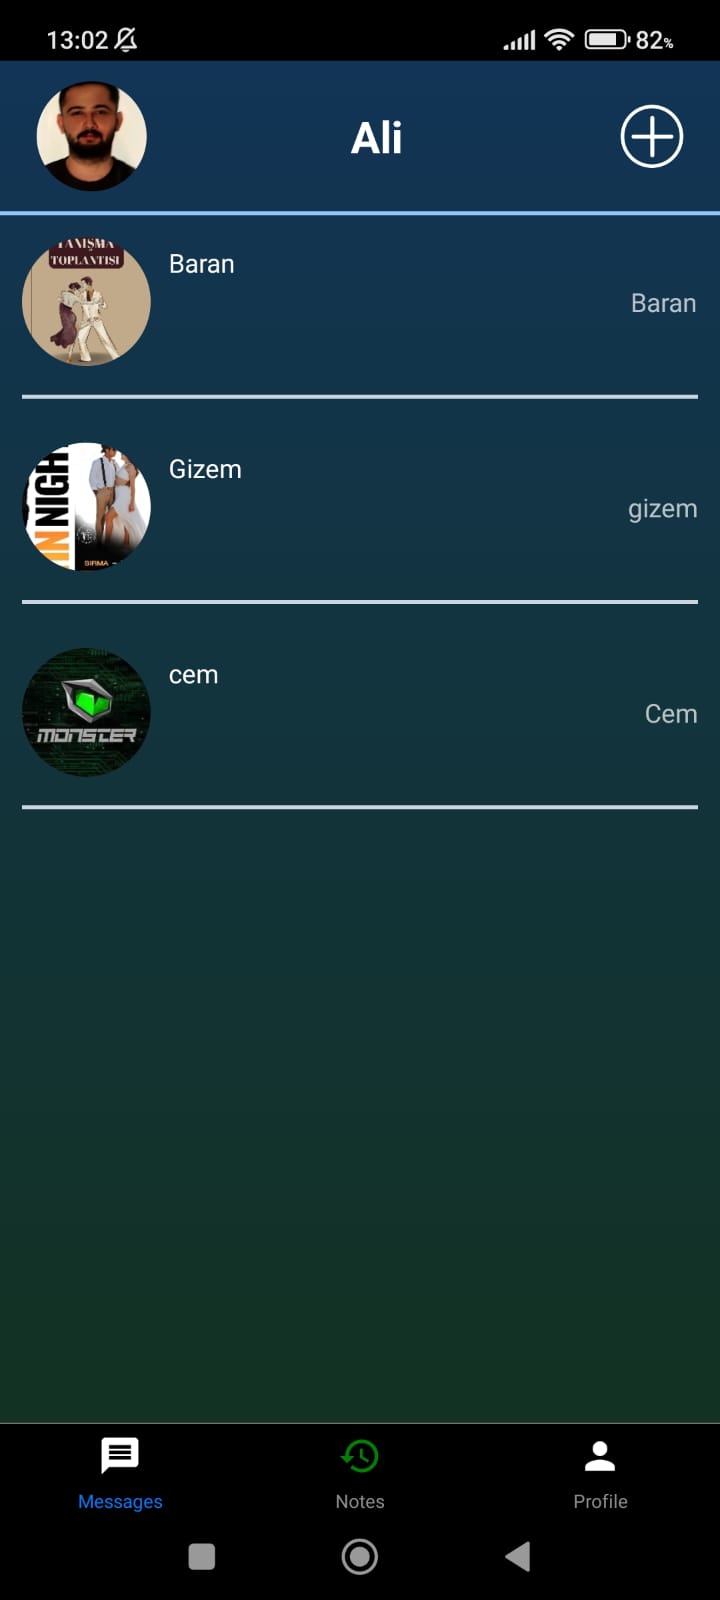 13:02
82%
Ali
TANIŞMA
TOPLANTISI
Baran
Baran
NIGH
IN
SIRMA –
Gizem
gizem
MONSTER
cem
Cem
Messages
Notes
Profile